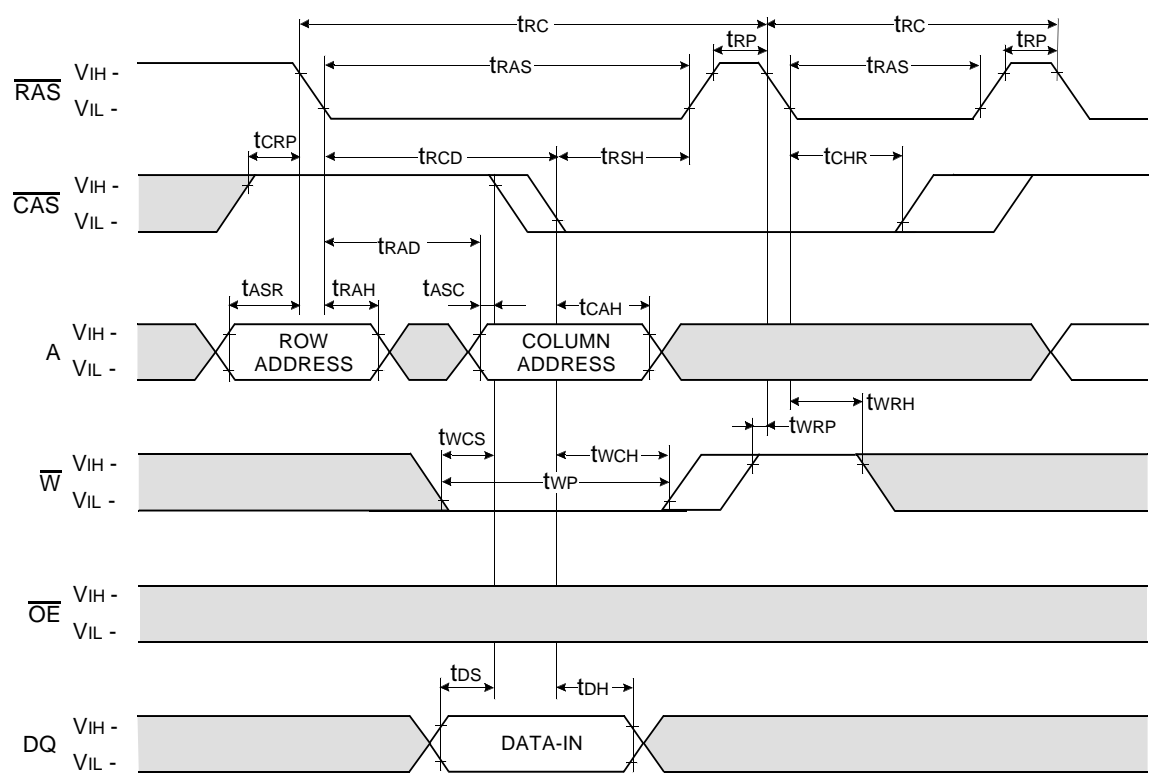 tRC tRC
tRP tRP
RAS VIH - tRAS tRAS
VIL -
tCRP tRCD tRSH tCHR
CAS VIH -
VIL -
tRAD
tASR tRAH tASC tCAH
A VIH - ROW ADDRESS COLUMN ADDRESS
VIL -
tWRH
tWRP
tWCS tWCH
W VIH - tWP
VIL -
OE VIH -
VIL -
tDS tDH
DQ VIH - DATA-IN
VIL -